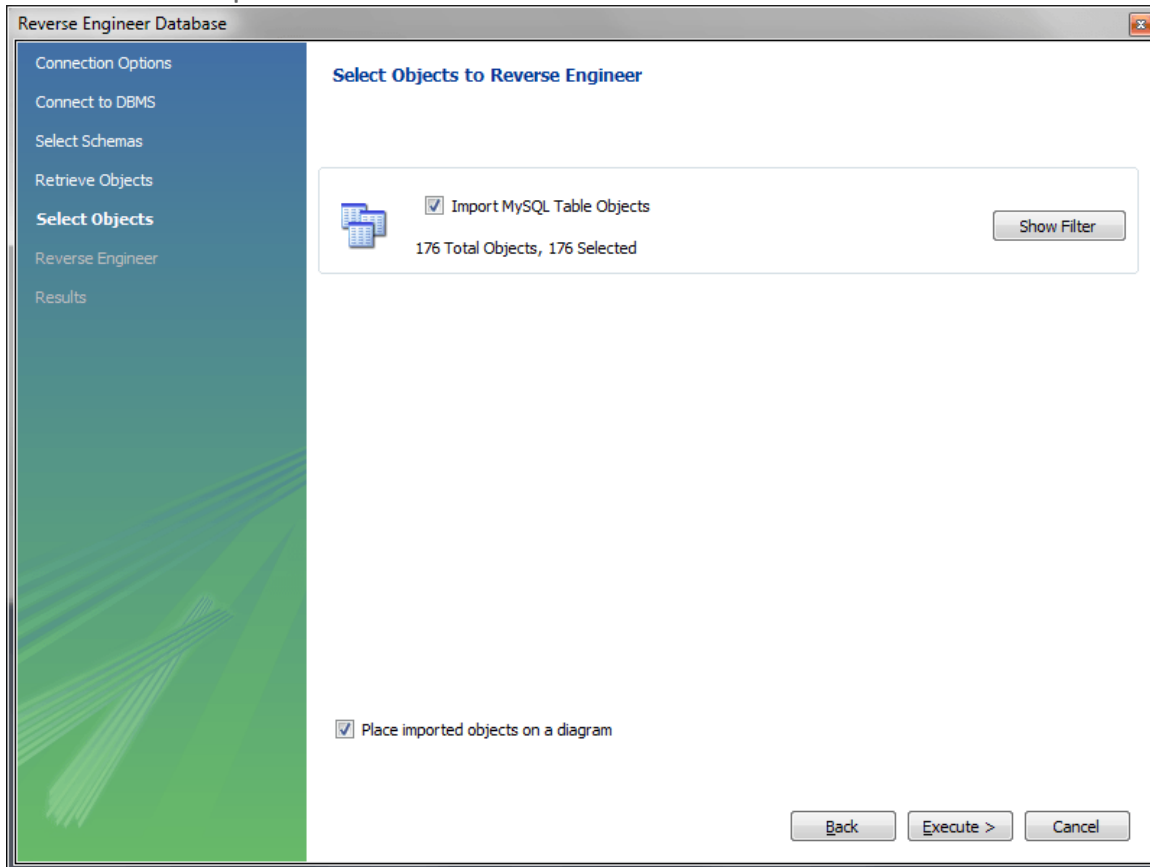 Reverse Engineer Database
Connection Options
Connect to DBMS
Select Schemas
Retrieve Objects
Select Objects
Reverse Engineer
Results
Select Objects to Reverse Engineer
Import MySQL Table Objects
176 Total Objects, 176 Selected
Show Filter
Place imported objects on a diagram
Back
Execute >
Cancel